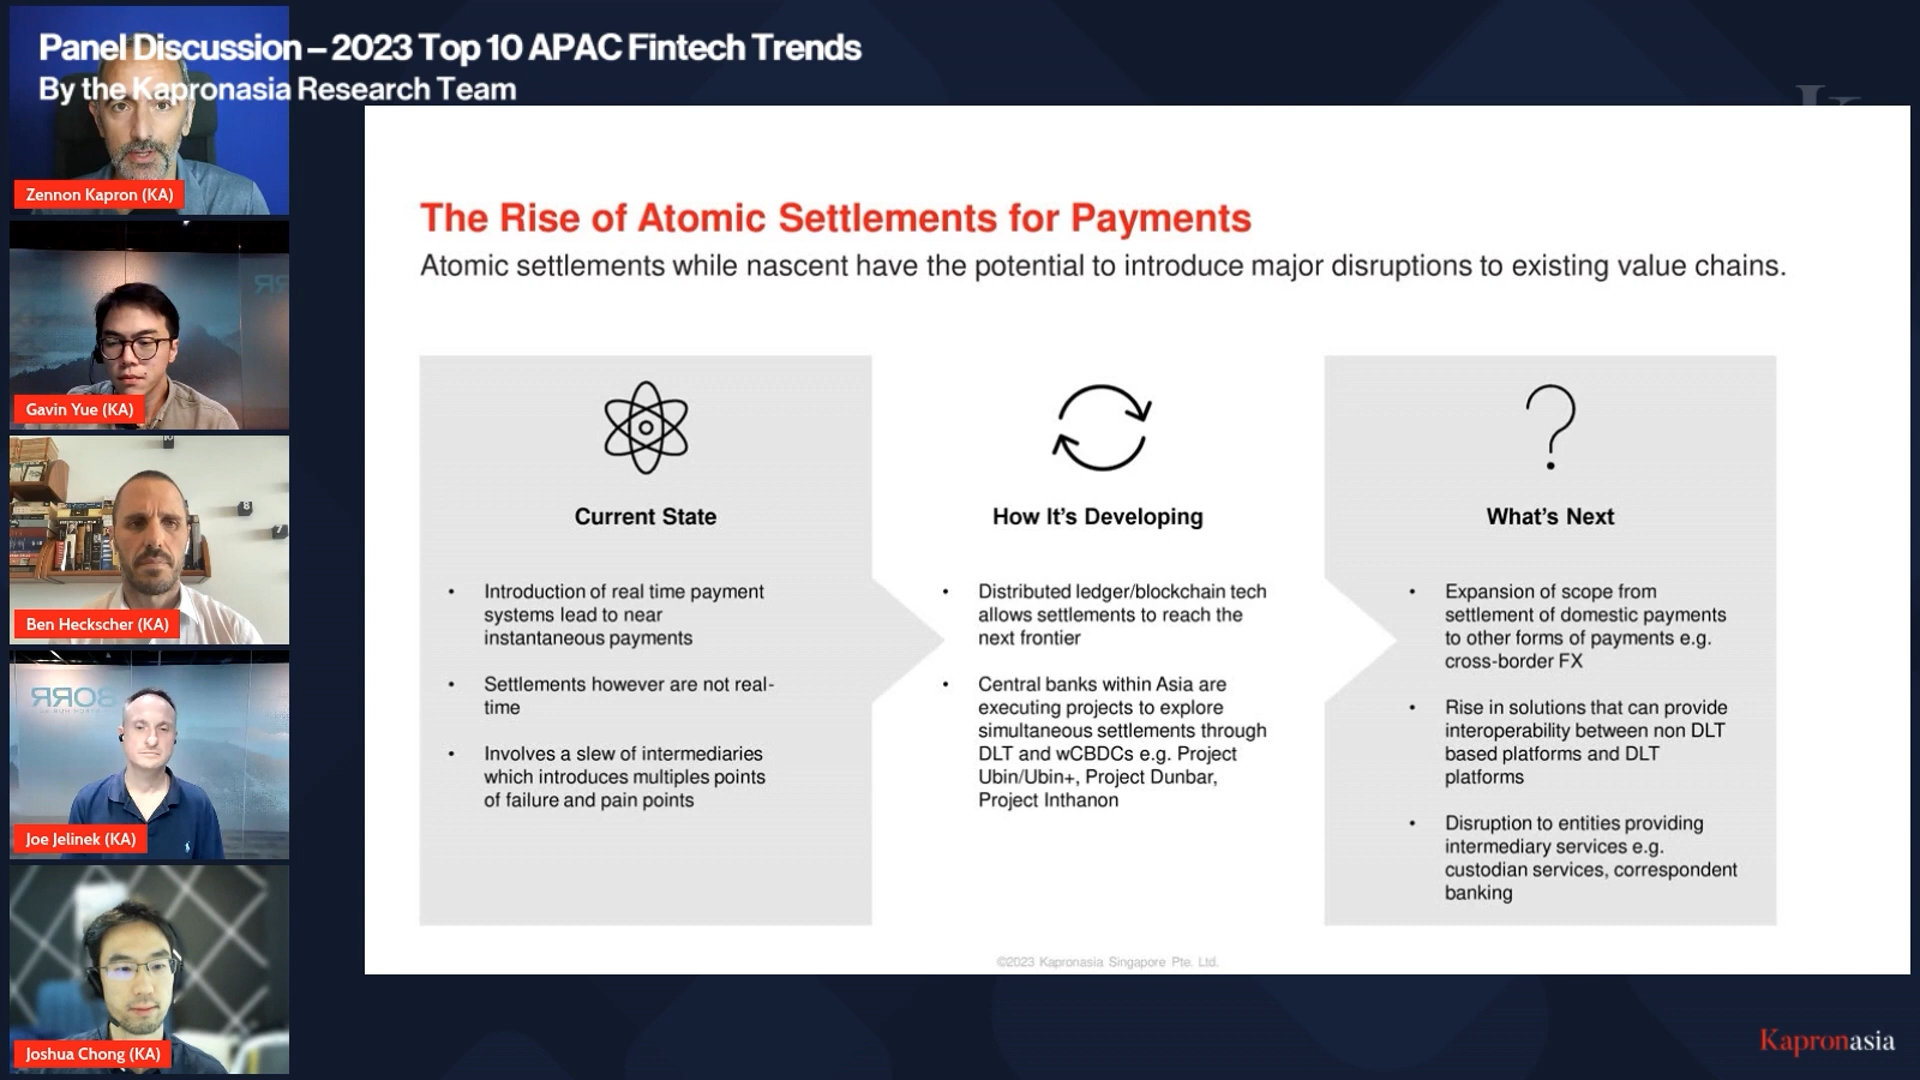 Panel Discussion – 2023 Top 10 APAC Fintech Trends
By the Kapronasia Research Team
Zennon Kapron (KA)
Gavin Yue (KA)
Ben Heckscher (KA)
Joe Jelinek (KA)
Joshua Chong (KA)
The Rise of Atomic Settlements for Payments
Atomic settlements while nascent have the potential to introduce major disruptions to existing value chains.
Current State
• Introduction of real time payment
systems lead to near
instantaneous payments
• Settlements however are not real-
time
• Involves a slew of intermediaries
which introduces multiples points
of failure and pain points
How It's Developing
• Distributed ledger/blockchain tech
allows settlements to reach the
next frontier
• Central banks within Asia are
executing projects to explore
simultaneous settlements through
DLT and wCBDCs e.g. Project
Ubin/Ubin+, Project Dunbar,
Project Inthanon
What's Next
• Expansion of scope from
settlement of domestic payments
to other forms of payments e.g.
cross-border FX
• Rise in solutions that can provide
interoperability between non DLT
based platforms and DLT
platforms
• Disruption to entities providing
intermediary services e.g.
custodian services, correspondent
banking
©2023 Kapronasia Singapore Pte. Ltd.
Kapronasia